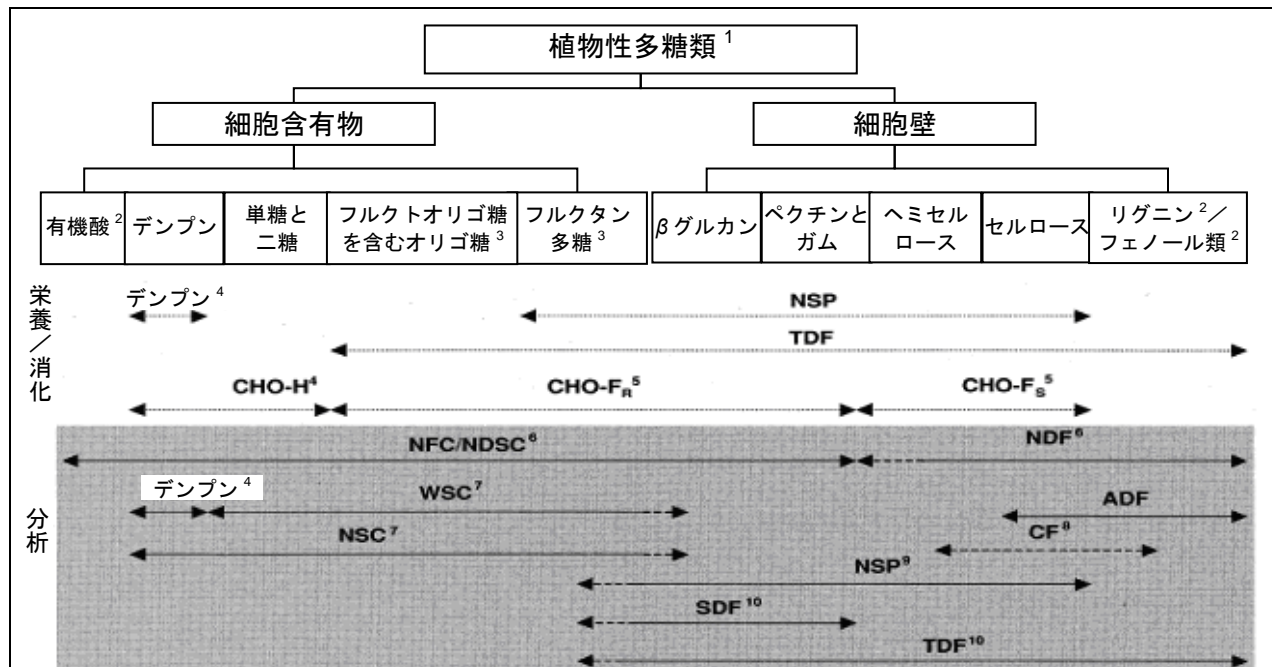 植物性多糖類 1
細胞含有物
細胞壁
有機酸 2
デンプン
単糖と
二糖
フルクトオリゴ糖
を含むオリゴ糖 3
フルクタン
多糖 3
βグルカン
ペクチンと
ガム
ヘミセル
ロース
セルロース
リグニン 2／
フェノール類 2
栄養／消化
デンプン 4
NSP
TDF
CHO-H4
CHO-FR5
CHO-FS5
分析
NFC/NDSC6
NDF6
デンプン 4
WSC7
ADF
NSC7
CF8
NSP9
SDF10
TDF10